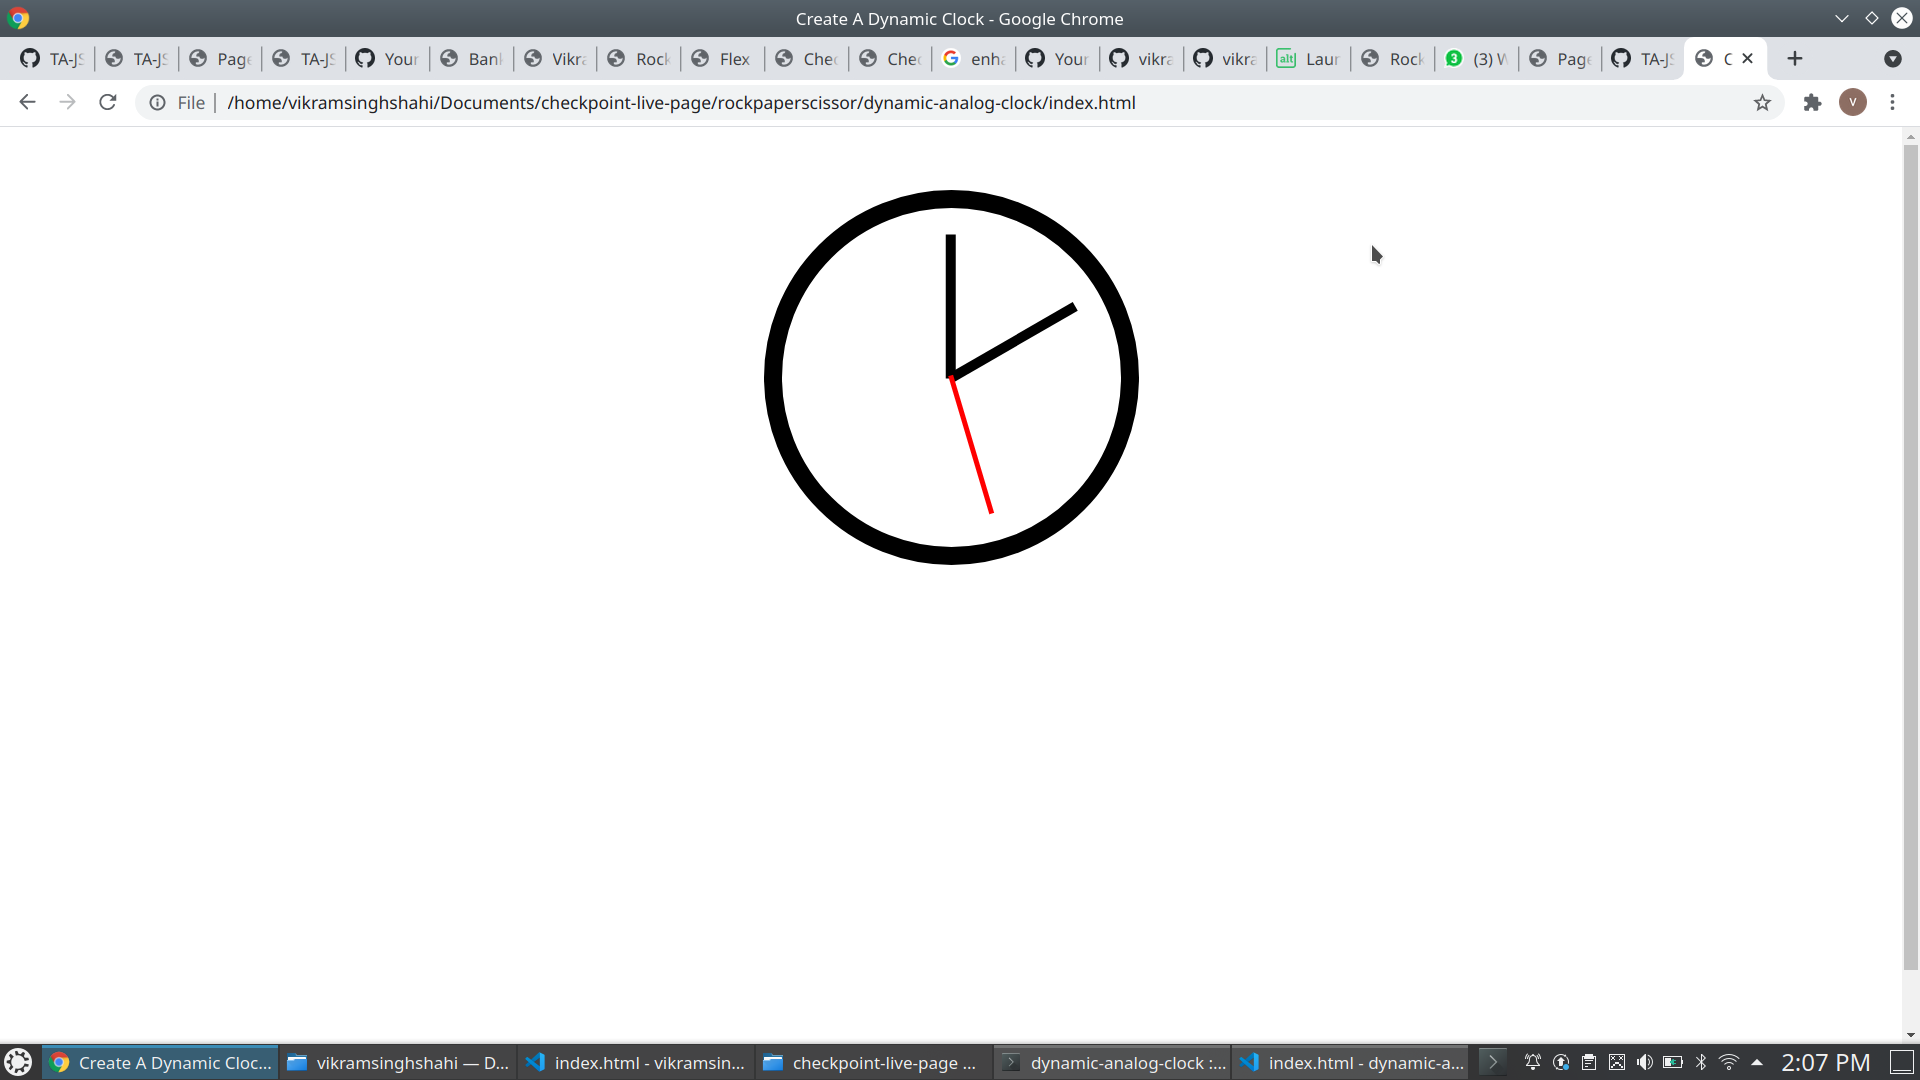 Create A Dynamic Clock - Google Chrome
TA-JS TA-JS Page TA-JS Your Bank Vikra Rock Flex Chec Chec enha Your vikra vikra alt Laun Rock 3 (3) W Page TA-JS C
File | /home/vikramsinghshahi/Documents/checkpoint-live-page/rockpaperscissor/dynamic-analog-clock/index.html V
Create A Dynamic Cloc... vikramsinghshahi — D... index.html - vikramsin... checkpoint-live-page ... dynamic-analog-clock :... index.html - dynamic-a... 2:07 PM